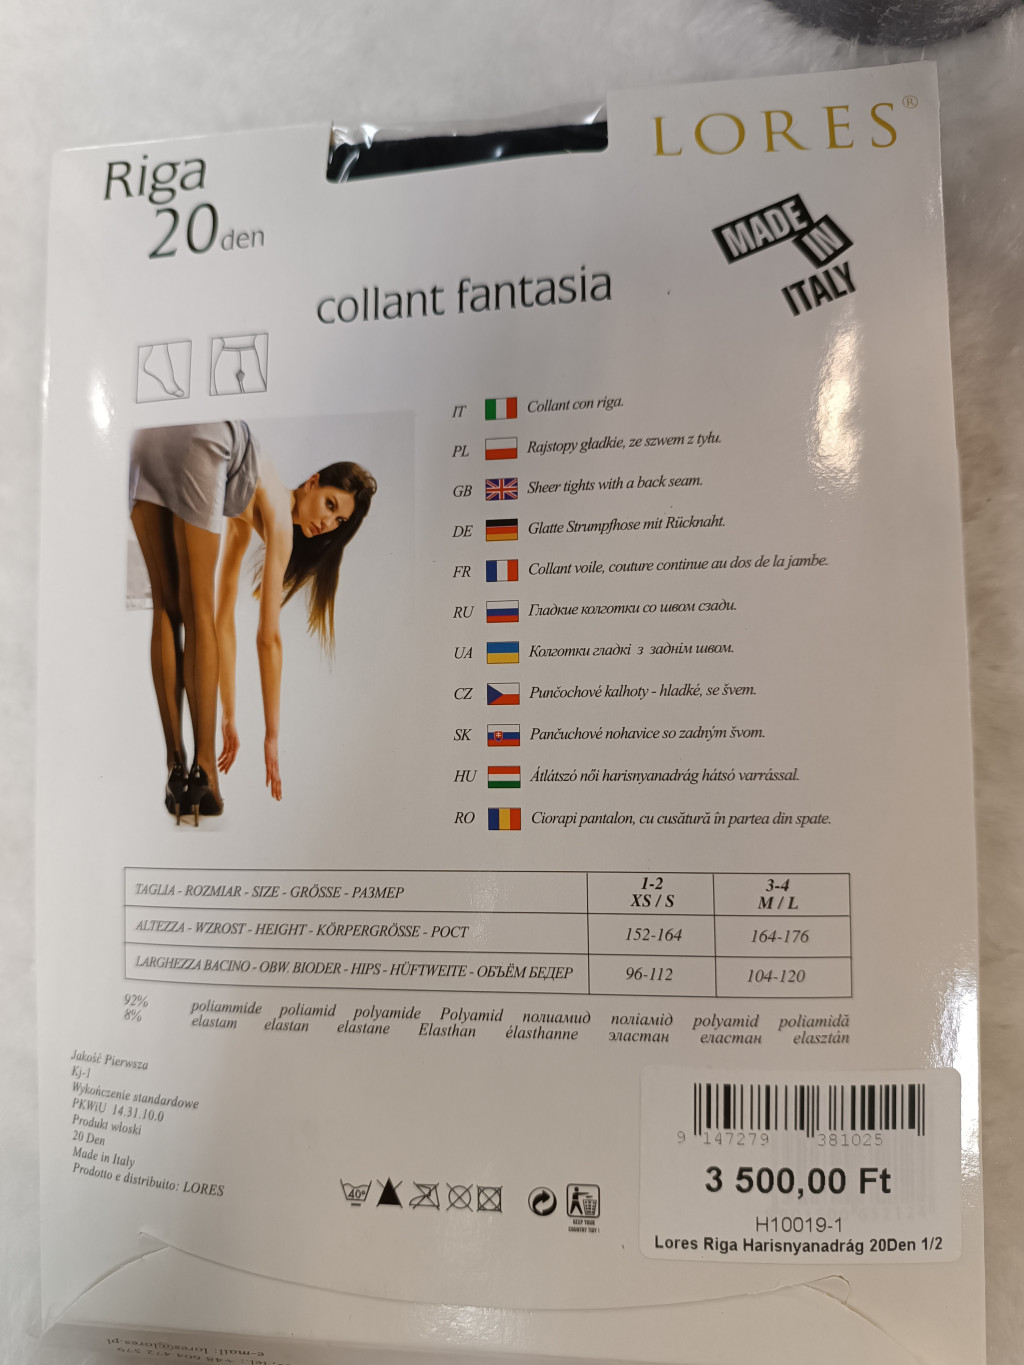 LORES®
Riga
20 den
MADE
IN
ITALY
collant fantasia
IT Collant con riga.
PL Rajstopy gładkie, ze szwem z tyłu.
GB Sheer tights with a back seam.
DE Glatte Strumpfhose mit Rücknaht.
FR Collant voile, couture continue au dos de la jambe.
RU Гладкие колготки со швом сзади.
UA Колготки гладкі з заднім швом.
CZ Punčochové kalhoty - hladké, se švem.
SK Pančuchové nohavice so zadným švom.
HU Átlátszó női harisnyanadrág hátsó varrással.
RO Ciorapi pantalon, cu cusătură în partea din spate.
TAGLIA - ROZMIAR - SIZE - GRÖSSE - РАЗМЕР 1-2 XS / S 3-4 M / L
ALTEZZA - WZROST - HEIGHT - KÖRPERGRÖSSE - РОСТ 152-164 164-176
LARGHEZZA BACINO - OBW. BIODER - HIPS - HÜFTWEITE - ОБЪЁМ БЕДЕР 96-112 104-120
92% poliammide poliamid polyamide Polyamid полиамид поліамід polyamid poliamidă
8% elastam elastan elastane Elasthan élasthanne эластан еластан elasztán
Jakość Pierwsza
Kj-1
Wykończenie standardowe
PKWiU 14.31.10.0
Produkt włoski
20 Den
Made in Italy
Prodotto e distribuito: LORES
40°
KEEP YOUR
COUNTRY TIDY !
9 147279 381025
3 500,00 Ft
H10019-1
Lores Riga Harisnyanadrág 20Den 1/2
e-mail: lores@lores.pl